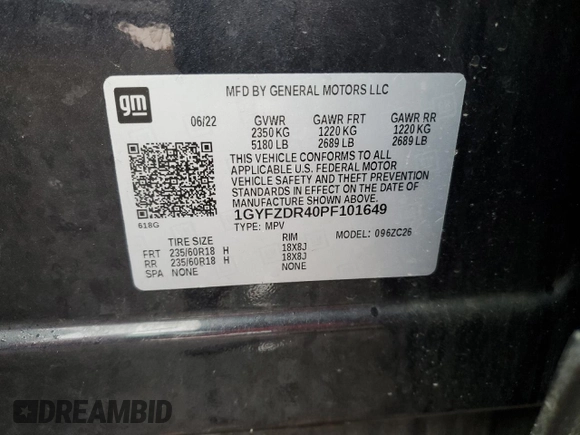 gm
MFD BY GENERAL MOTORS LLC
06/22 GVWR GAWR FRT GAWR RR
2350 KG 1220 KG 1220 KG
5180 LB 2689 LB 2689 LB
THIS VEHICLE CONFORMS TO ALL
APPLICABLE U.S. FEDERAL MOTOR
VEHICLE SAFETY AND THEFT PREVENTION
STANDARDS IN EFFECT ON THE DATE OF
MANUFACTURE SHOWN ABOVE.
1GYFZDR40PF101649
618G
TYPE: MPV MODEL: 096ZC26
TIRE SIZE RIM
FRT 235/60R18 H 18X8J
RR 235/60R18 H 18X8J
SPA NONE NONE
DREAMBID